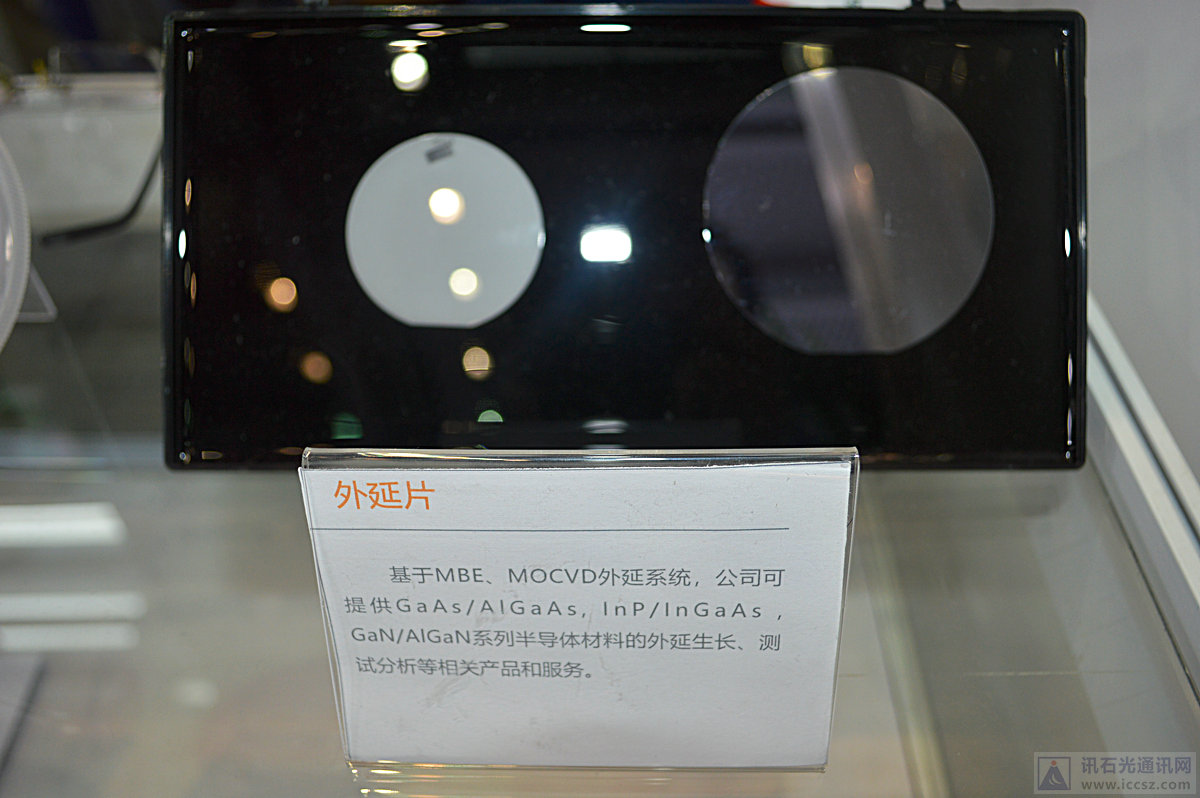 外延片
基于MBE、MOCVD外延系统，公司可
提供GaAs/AlGaAs, InP/InGaAs ,
GaN/AlGaN系列半导体材料的外延生长、测
试分析等相关产品和服务。
讯石光通讯网
www.iccsz.com